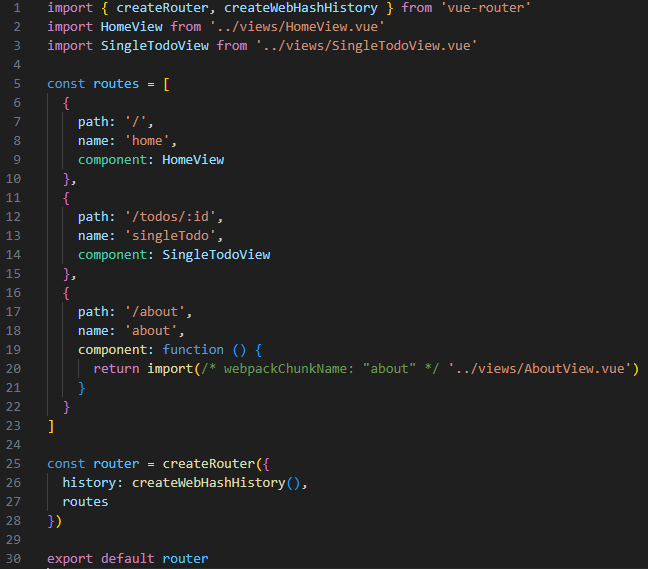 1 import { createRouter, createWebHashHistory } from 'vue-router'
2 import HomeView from '../views/HomeView.vue'
3 import SingleTodoView from '../views/SingleTodoView.vue'
4
5 const routes = [
6   {
7     path: '/',
8     name: 'home',
9     component: HomeView
10   },
11   {
12     path: '/todos/:id',
13     name: 'singleTodo',
14     component: SingleTodoView
15   },
16   {
17     path: '/about',
18     name: 'about',
19     component: function () {
20       return import(/* webpackChunkName: "about" */ '../views/AboutView.vue')
21     }
22   }
23 ]
24
25 const router = createRouter({
26   history: createWebHashHistory(),
27   routes
28 })
29
30 export default router